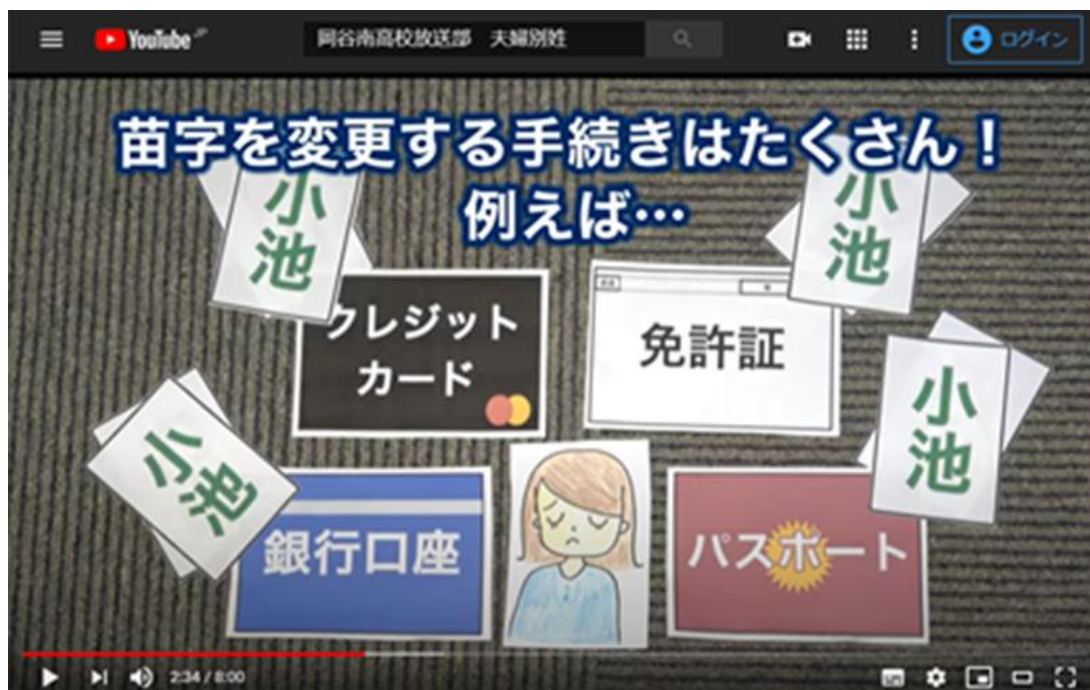 YouTube JP
岡谷南高校放送部 夫婦別姓
ログイン
苗字を変更する手続きはたくさん！
例えば…
小池
小池
クレジット
カード
免許証
小池
小池
銀行口座
パスポート
2:34 / 8:00